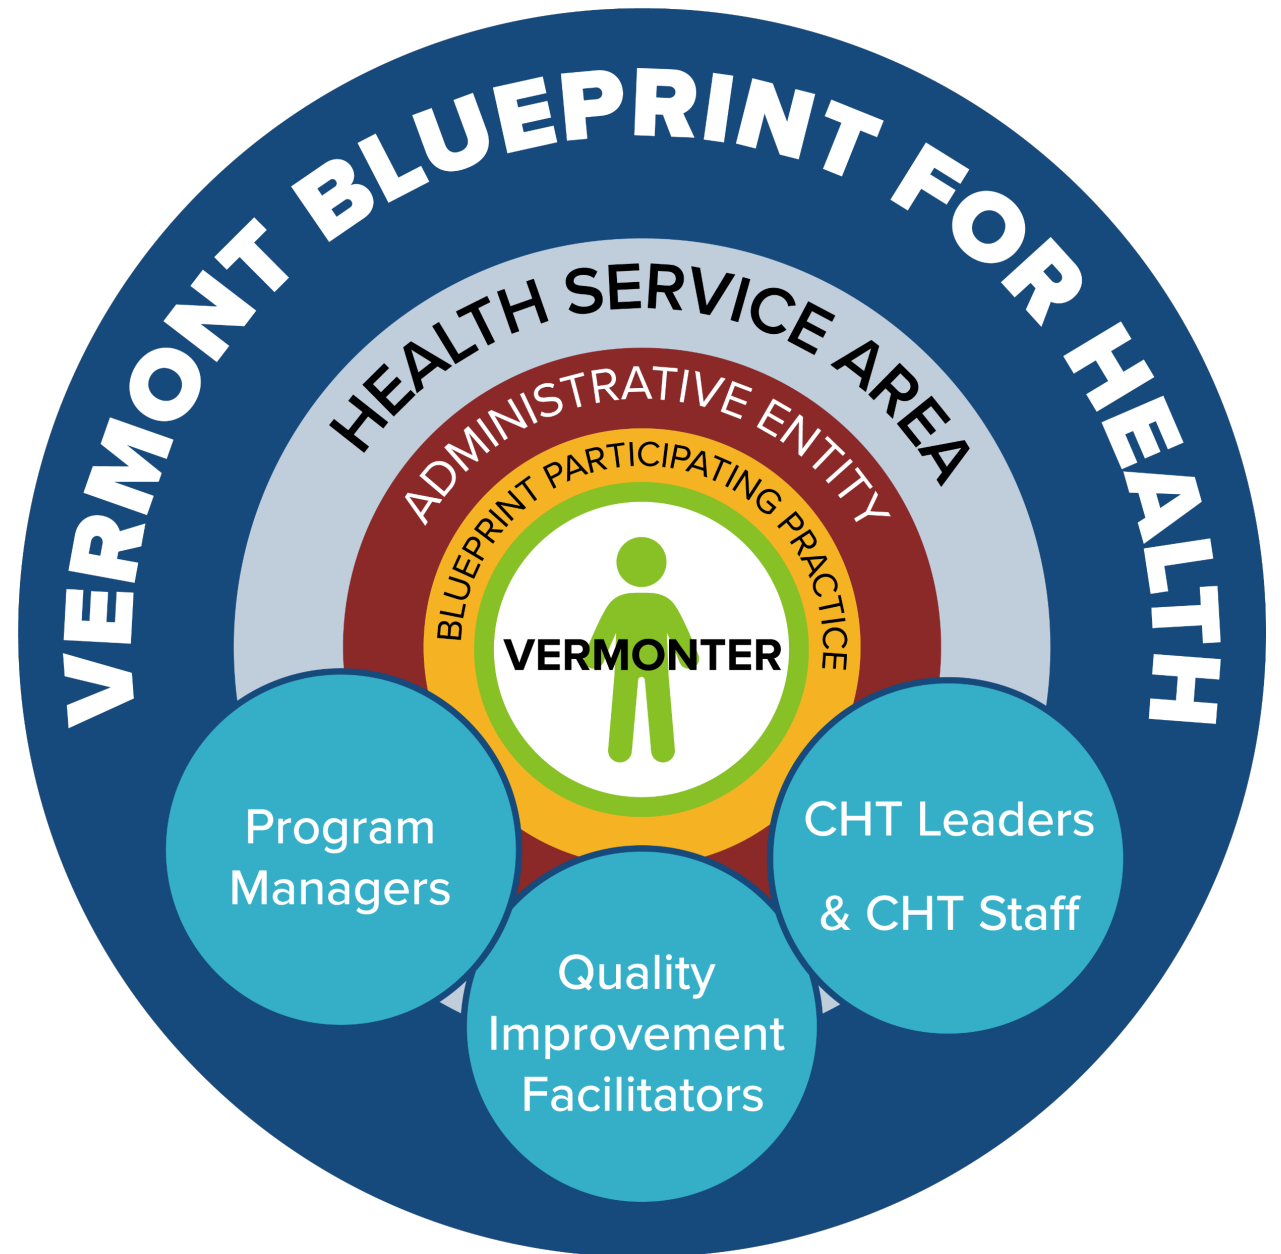 VERMONT BLUEPRINT FOR HEALTH
HEALTH SERVICE AREA
ADMINISTRATIVE ENTITY
BLUEPRINT PARTICIPATING PRACTICE
VERMONTER
Program
Managers
CHT Leaders
& CHT Staff
Quality
Improvement
Facilitators